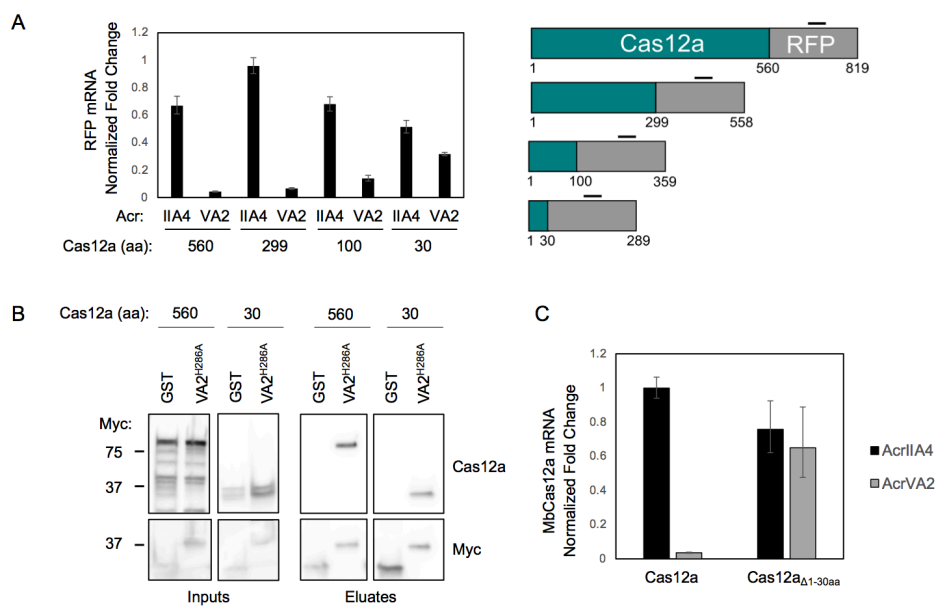 A
RFP mRNA
Normalized Fold Change
1.2
1
0.8
0.6
0.4
0.2
0
Acr: IIA4 VA2 IIA4 VA2 IIA4 VA2 IIA4 VA2
Cas12a (aa): 560 299 100 30
Cas12a RFP
1 560 819
1 299 558
1 100 359
1 30 289
B
Cas12a (aa): 560 30 560 30
GST VA2H286A GST VA2H286A GST VA2H286A GST VA2H286A
Myc:
75
37
Cas12a
37
Myc
Inputs Eluates
C
MbCas12a mRNA
Normalized Fold Change
1.2
1
0.8
0.6
0.4
0.2
0
Cas12a Cas12aΔ1-30aa
AcrIIA4
AcrVA2